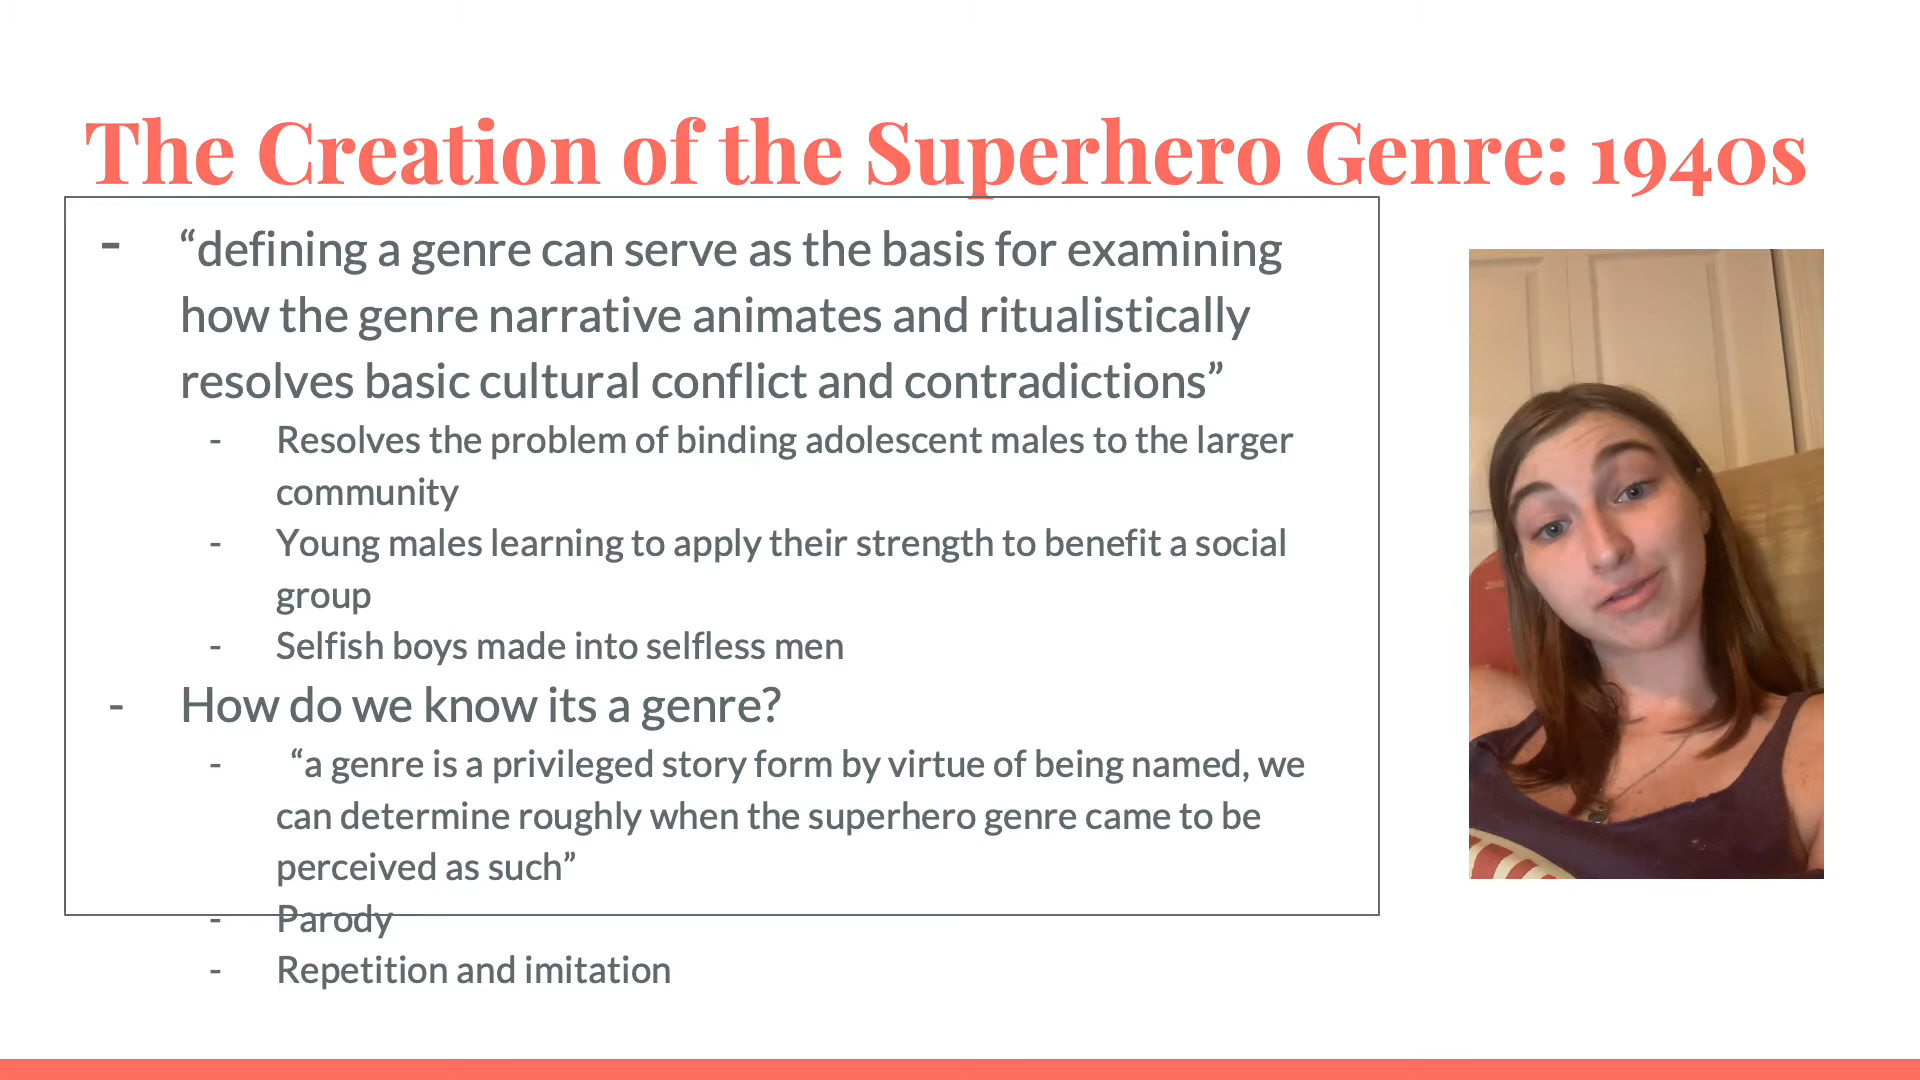 The Creation of the Superhero Genre: 1940s
- “defining a genre can serve as the basis for examining
how the genre narrative animates and ritualistically
resolves basic cultural conflict and contradictions”
- Resolves the problem of binding adolescent males to the larger
community
- Young males learning to apply their strength to benefit a social
group
- Selfish boys made into selfless men
- How do we know its a genre?
- “a genre is a privileged story form by virtue of being named, we
can determine roughly when the superhero genre came to be
perceived as such”
- Parody
- Repetition and imitation